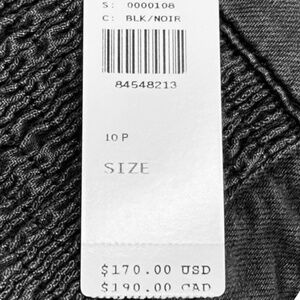 S: 0000108
C: BLK/NOIR
84548213
10 P
SIZE
$170.00 USD
$190.00 CAD